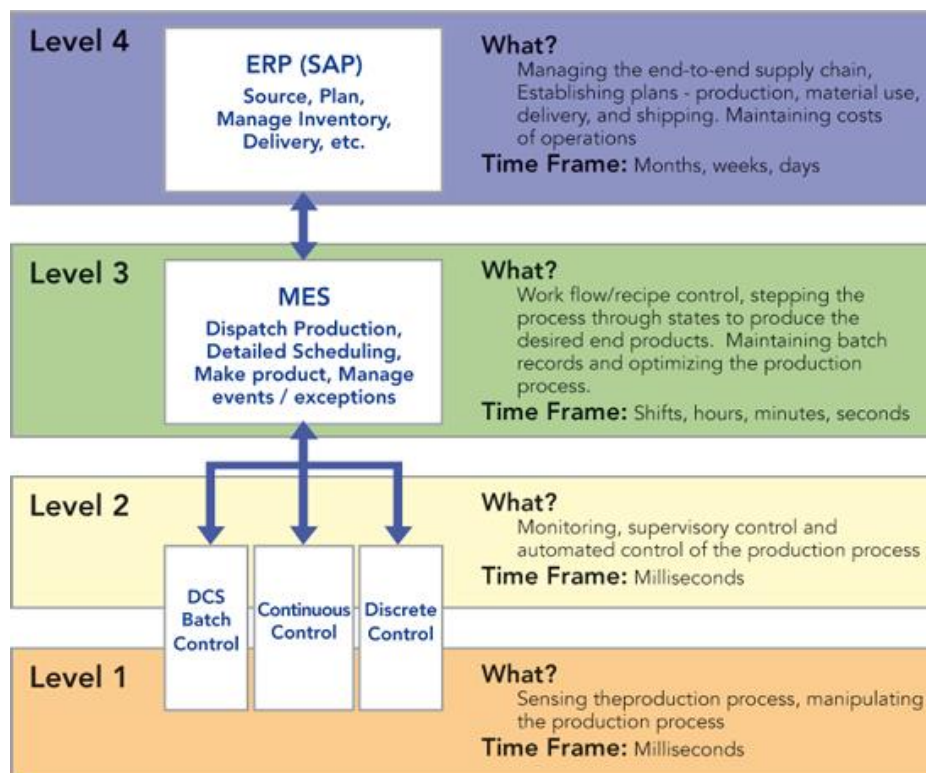 Level 4
ERP (SAP)
Source, Plan,
Manage Inventory,
Delivery, etc.
What?
Managing the end-to-end supply chain,
Establishing plans - production, material use,
delivery, and shipping. Maintaining costs
of operations
Time Frame: Months, weeks, days
Level 3
MES
Dispatch Production,
Detailed Scheduling,
Make product, Manage
events / exceptions
What?
Work flow/recipe control, stepping the
process through states to produce the
desired end products. Maintaining batch
records and optimizing the production
process.
Time Frame: Shifts, hours, minutes, seconds
Level 2
What?
Monitoring, supervisory control and
automated control of the production process
Time Frame: Milliseconds
DCS
Batch
Control
Continuous
Control
Discrete
Control
Level 1
What?
Sensing theproduction process, manipulating
the production process
Time Frame: Milliseconds